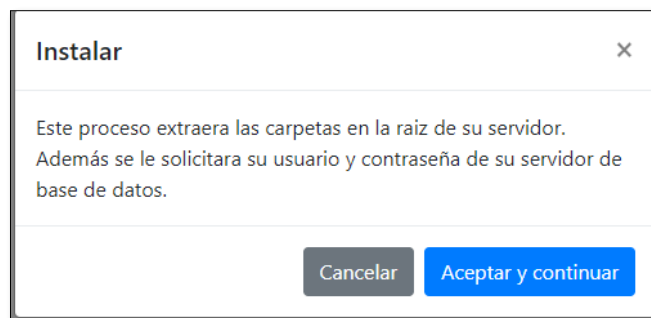 Instalar ×
Este proceso extraera las carpetas en la raiz de su servidor.
Además se le solicitara su usuario y contraseña de su servidor de
base de datos.
Cancelar Aceptar y continuar